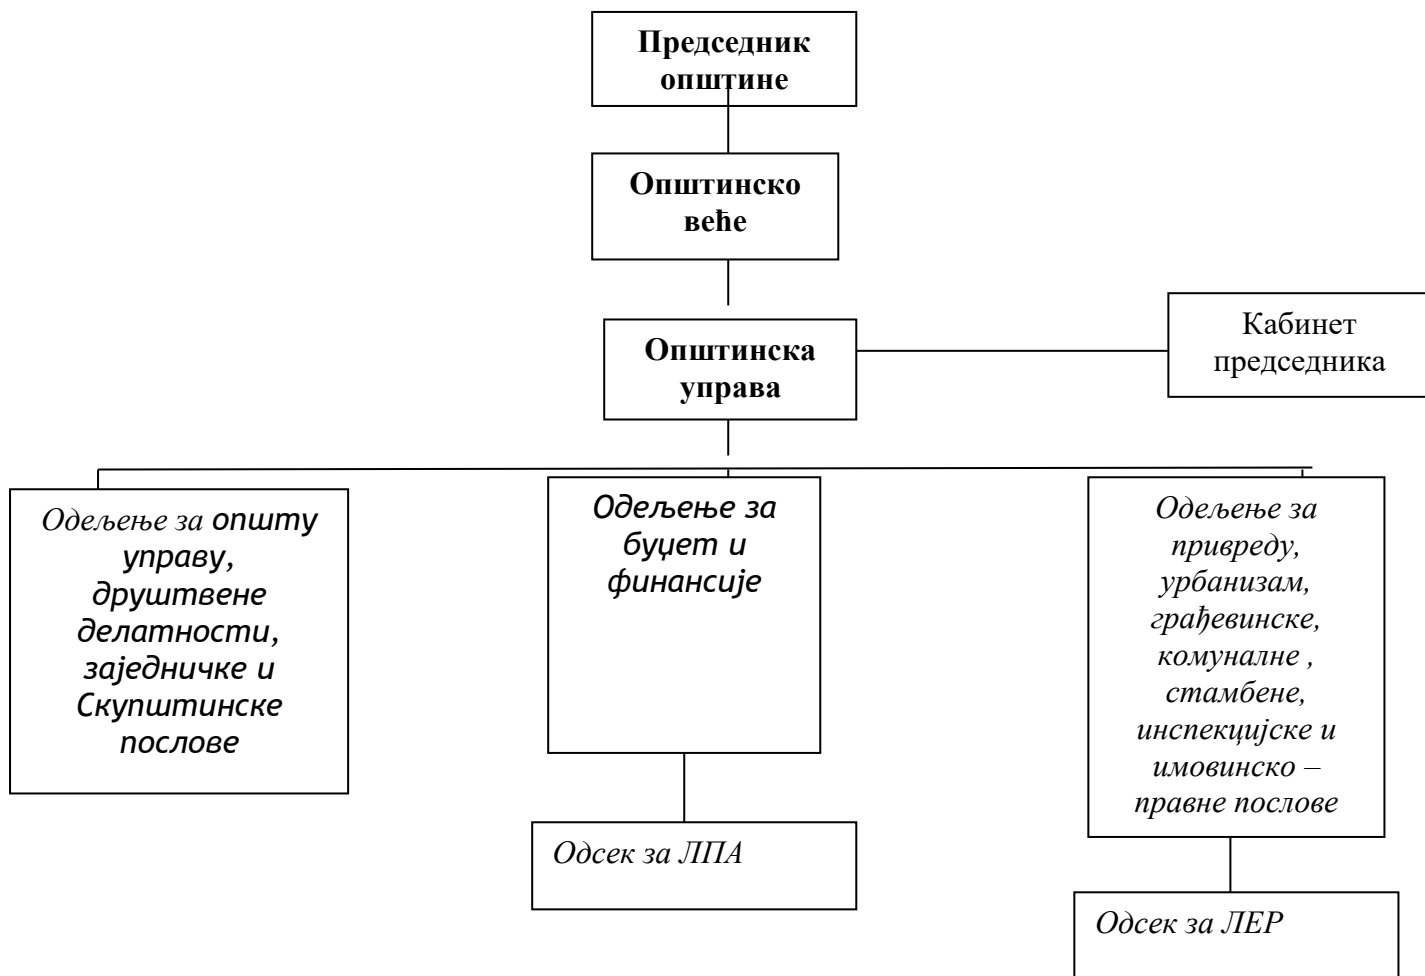 Председник
општине
Општинско
веће
Општинска
управа
Кабинет
председника
Одељење за општу
управу,
друштвене
делатности,
заједничке и
Скупштинске
послове
Одељење за
буџет и
финансије
Одељење за
привреду,
урбанизам,
грађевинске,
комуналне ,
стамбене,
инспекцијске и
имовинско –
правне послове
Одсек за ЛПА
Одсек за ЛЕР